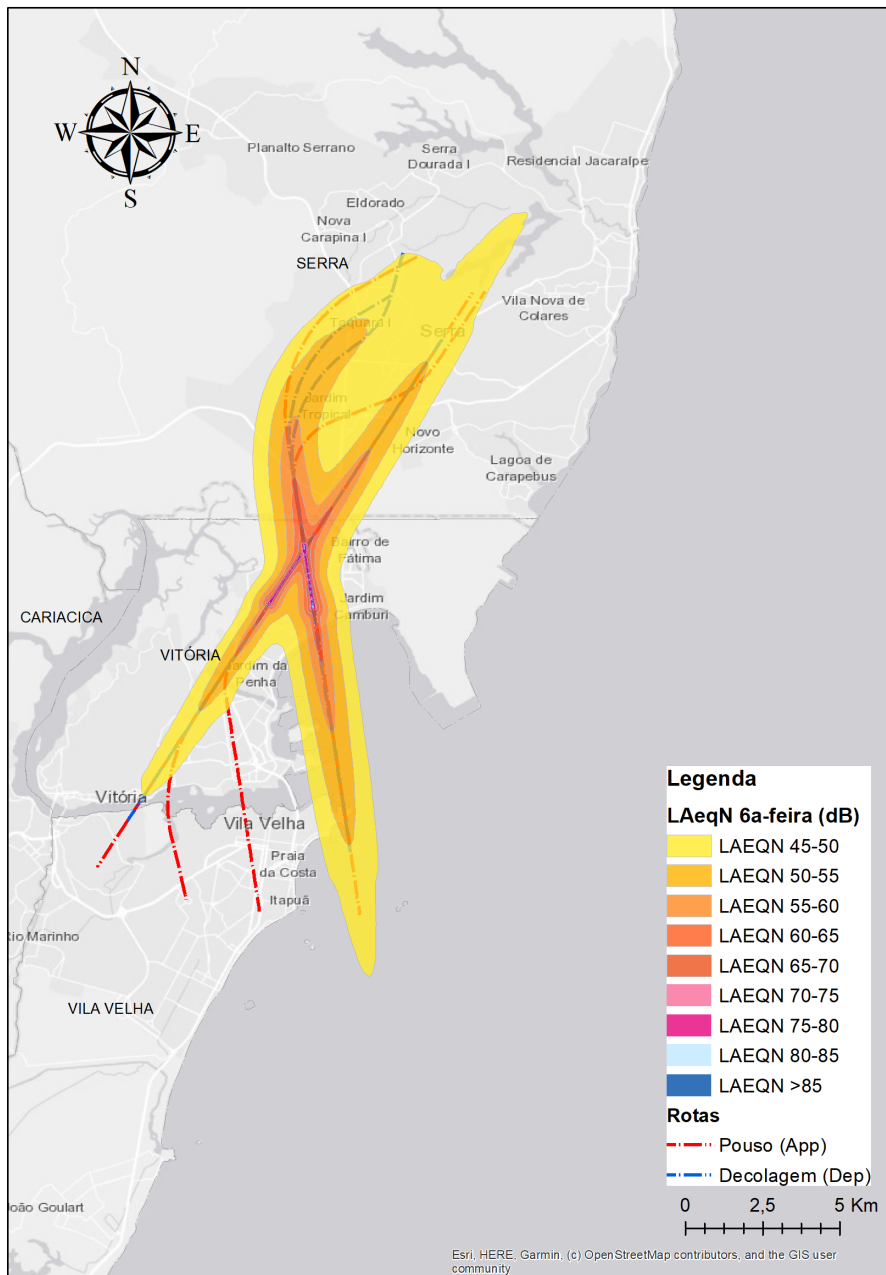 N
W E
S
Planalto Serrano
Serra
Dourada I
Residencial Jacaraípe
Eldorado
Nova
Carapina I
SERRA
Vila Nova de
Colares
Taquara I
Serra
Jardim
Tropical
Novo
Horizonte
Lagoa de
Carapebus
Bairro de
Fátima
CARIACICA
Jardim
Camburi
VITÓRIA
Jardim da
Penha
Vitória
Vila Velha
Praia
da Costa
Itapuã
Rio Marinho
VILA VELHA
João Goulart
Legenda
LAeqN 6a-feira (dB)
LAEQN 45-50
LAEQN 50-55
LAEQN 55-60
LAEQN 60-65
LAEQN 65-70
LAEQN 70-75
LAEQN 75-80
LAEQN 80-85
LAEQN >85
Rotas
Pouso (App)
Decolagem (Dep)
0 2,5 5 Km
Esri, HERE, Garmin, (c) OpenStreetMap contributors, and the GIS user
community